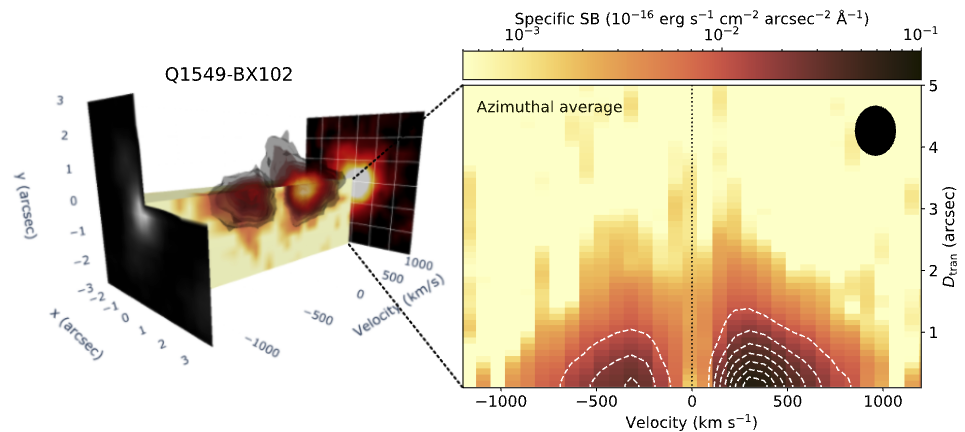 Specific SB (10⁻¹⁶ erg s⁻¹ cm⁻² arcsec⁻² Å⁻¹)
10⁻³ 10⁻² 10⁻¹
Q1549-BX102
3
2
1
0
−1
−2
y (arcsec)
−3
−2
−1
0
1
2
3
x (arcsec)
−1000
−500
0
500
1000
Velocity (km/s)
Azimuthal average
5
4
3
2
1
D_tran (arcsec)
−1000 −500 0 500 1000
Velocity (km s⁻¹)